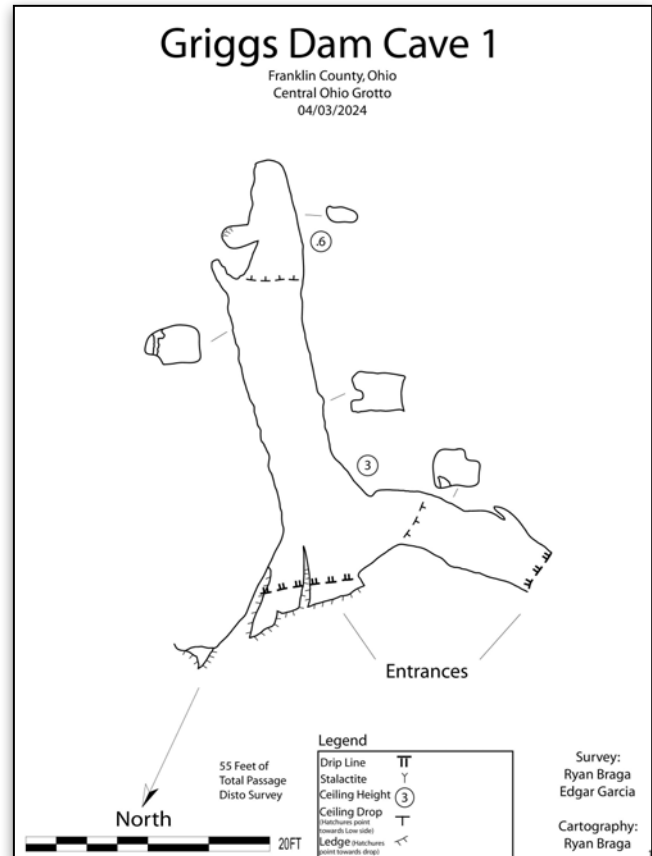 Griggs Dam Cave 1
Franklin County, Ohio
Central Ohio Grotto
04/03/2024
.6
3
Entrances
North
55 Feet of
Total Passage
Disto Survey
20FT
Legend
Drip Line
Stalactite
Ceiling Height 3
Ceiling Drop
(Hatchures point
towards Low side)
Ledge (Hatchures
point towards drop)
Survey:
Ryan Braga
Edgar Garcia
Cartography:
Ryan Braga